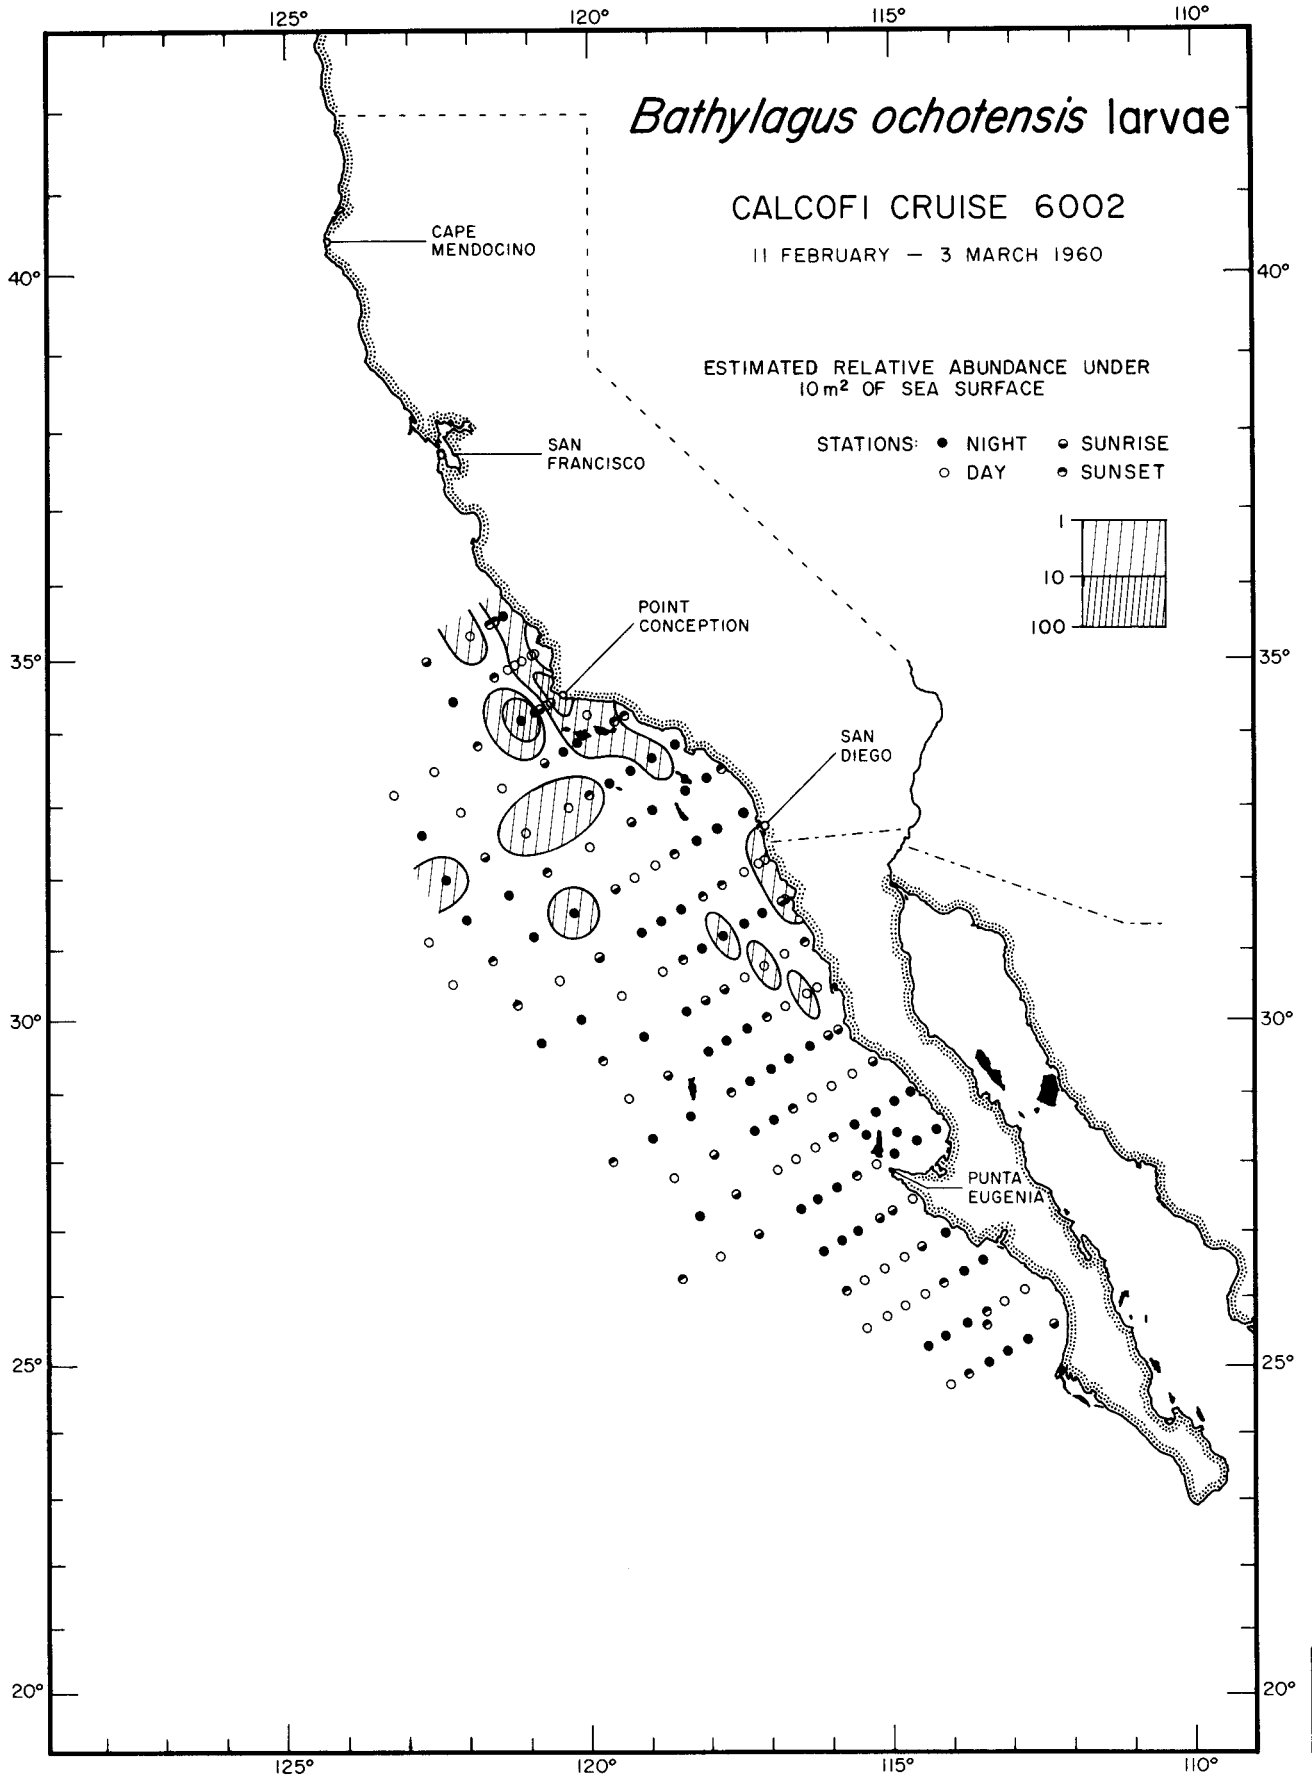 125° 120° 115° 110°
Bathylagus ochotensis larvae
CALCOFI CRUISE 6002
11 FEBRUARY — 3 MARCH 1960
CAPE
MENDOCINO
40° 40°
ESTIMATED RELATIVE ABUNDANCE UNDER
10 m² OF SEA SURFACE
STATIONS: NIGHT SUNRISE
DAY SUNSET
SAN
FRANCISCO
1
10
100
POINT
CONCEPTION
35° 35°
SAN
DIEGO
30° 30°
PUNTA
EUGENIA
25° 25°
20° 20°
125° 120° 115° 110°